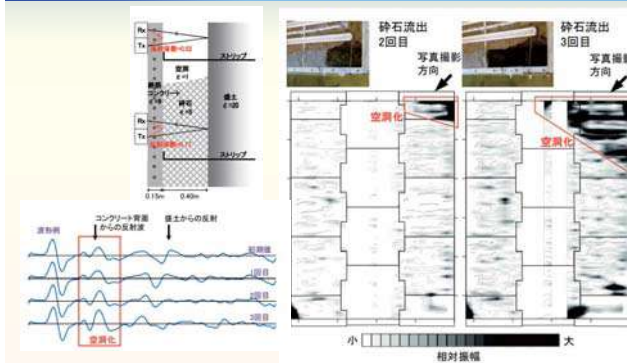 Rx
Tx
ストリップ
空洞
ε=1
鉄筋
コンクリート
砕石
盛土
ε=20
Rx
Tx
ストリップ
0.15m
0.40m
砕石流出
2回目
写真撮影
方向
砕石流出
3回目
写真撮影
方向
空洞化
空洞化
波形例
コンクリート背面
からの反射波
盛土からの反射
初期値
1回目
2回目
3回目
空洞化
小
大
相対振幅